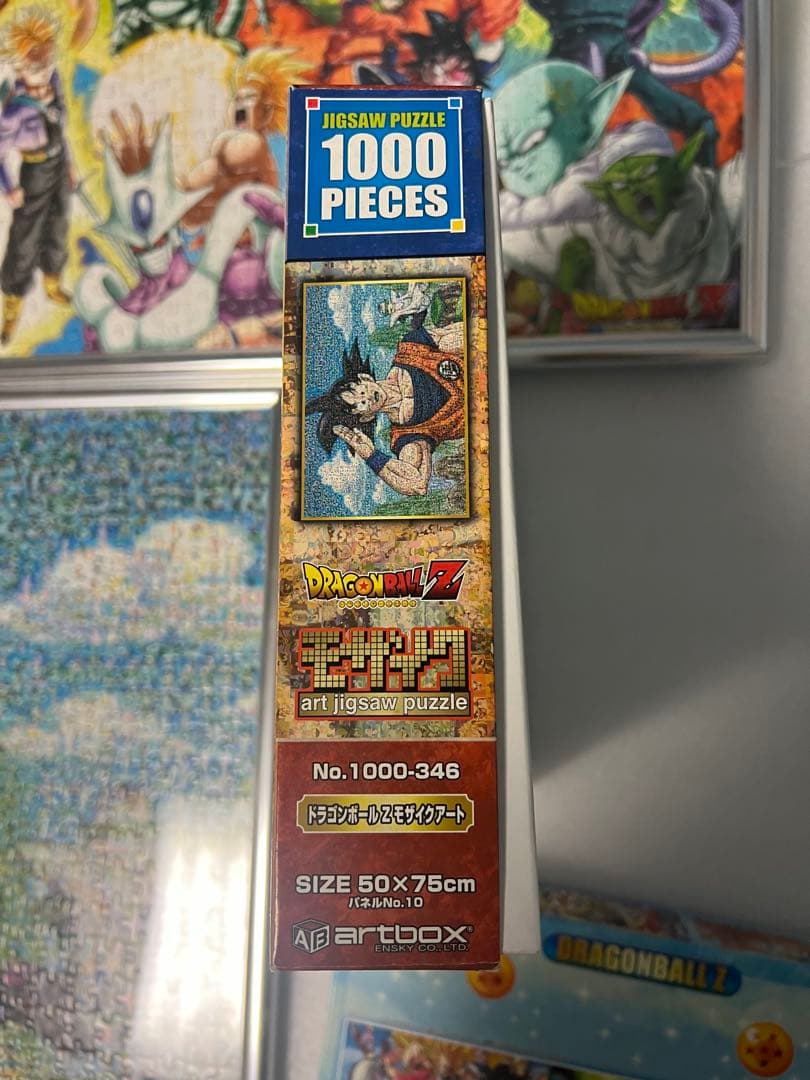 JIGSAW PUZZLE
1000
PIECES
DRAGONBALL Z
モザイク
art jigsaw puzzle
No.1000-346
ドラゴンボールZ モザイクアート
SIZE 50×75cm
パネルNo.10
AEB artbox®
ENSKY CO., LTD.
DRAGONBALL Z
DRAGONBALL Z